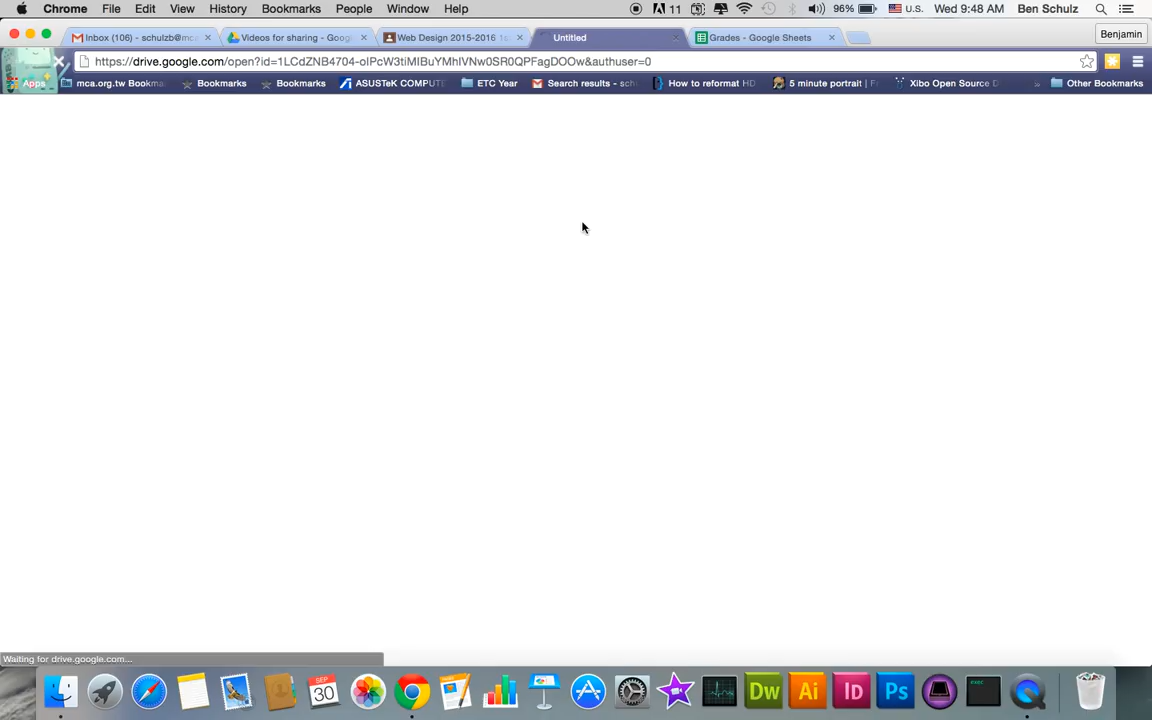 Chrome File Edit View History Bookmarks People Window Help 11 96% U.S. Wed 9:48 AM Ben Schulz
Inbox (106) - schulzb@mc Videos for sharing - Goog Web Design 2015-2016 1s Untitled Grades - Google Sheets Benjamin
https://drive.google.com/open?id=1LCdZNB4704-olPcW3tiMIBuYMhlVNw0SR0QPFagDOOw&authuser=0
Apps mca.org.tw Bookma Bookmarks Bookmarks ASUSTeK COMPUTE ETC Year Search results - sch How to reformat HD 5 minute portrait | F Xibo Open Source D » Other Bookmarks
Waiting for drive.google.com...
SEP
30
Dw Ai Id Ps exec